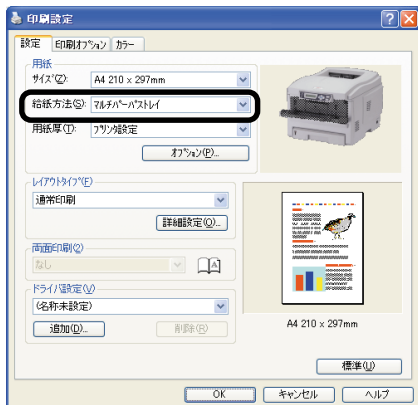 印刷設定
設定 印刷オプション カラー
用紙
サイズ(Z): A4 210 x 297mm
給紙方法(S): マルチパーパストレイ
用紙厚(T): プリンタ設定
オプション(P)...
レイアウトタイプ(F)
通常印刷
詳細設定(O)...
両面印刷(2)
なし
A
ドライバ設定(V)
(名称未設定)
追加(D)... 削除(R)
A4 210 x 297mm
標準(U)
OK キャンセル ヘルプ